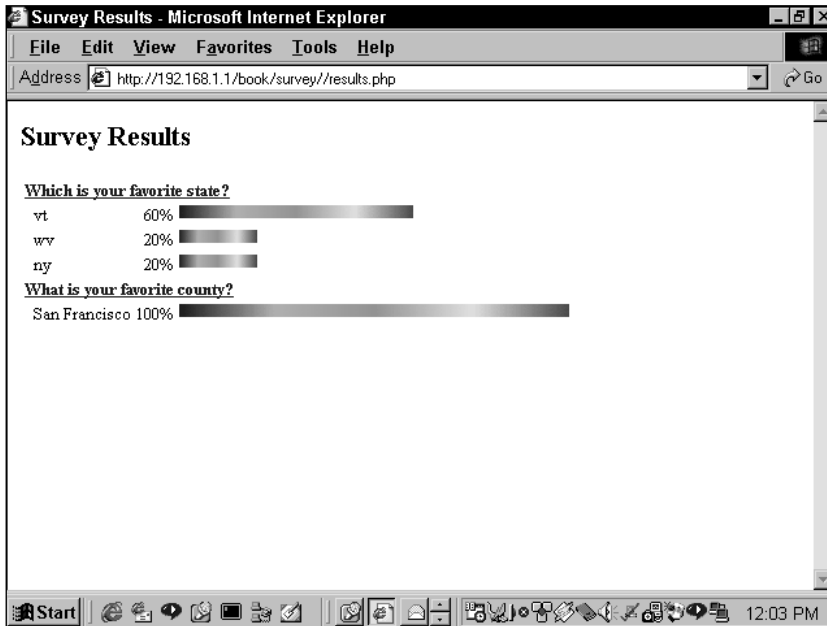 Survey Results - Microsoft Internet Explorer
File Edit View Favorites Tools Help
Address http://192.168.1.1/book/survey//results.php Go
Survey Results
Which is your favorite state?
vt 60%
wv 20%
ny 20%
What is your favorite county?
San Francisco 100%
Start 12:03 PM